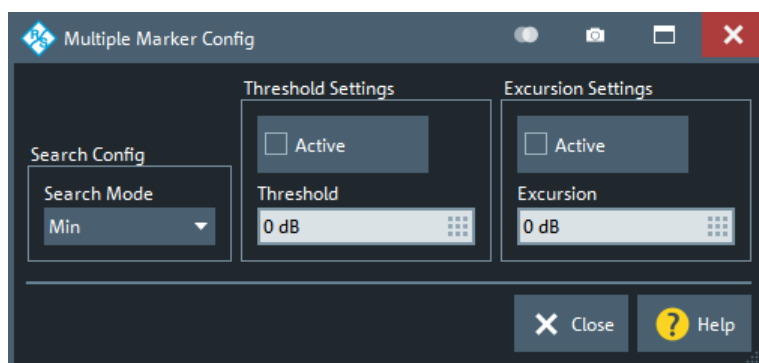 R&S Multiple Marker Config
Threshold Settings
Excursion Settings
Active
Active
Search Config
Search Mode
Threshold
Excursion
Min
0 dB
0 dB
Close
? Help